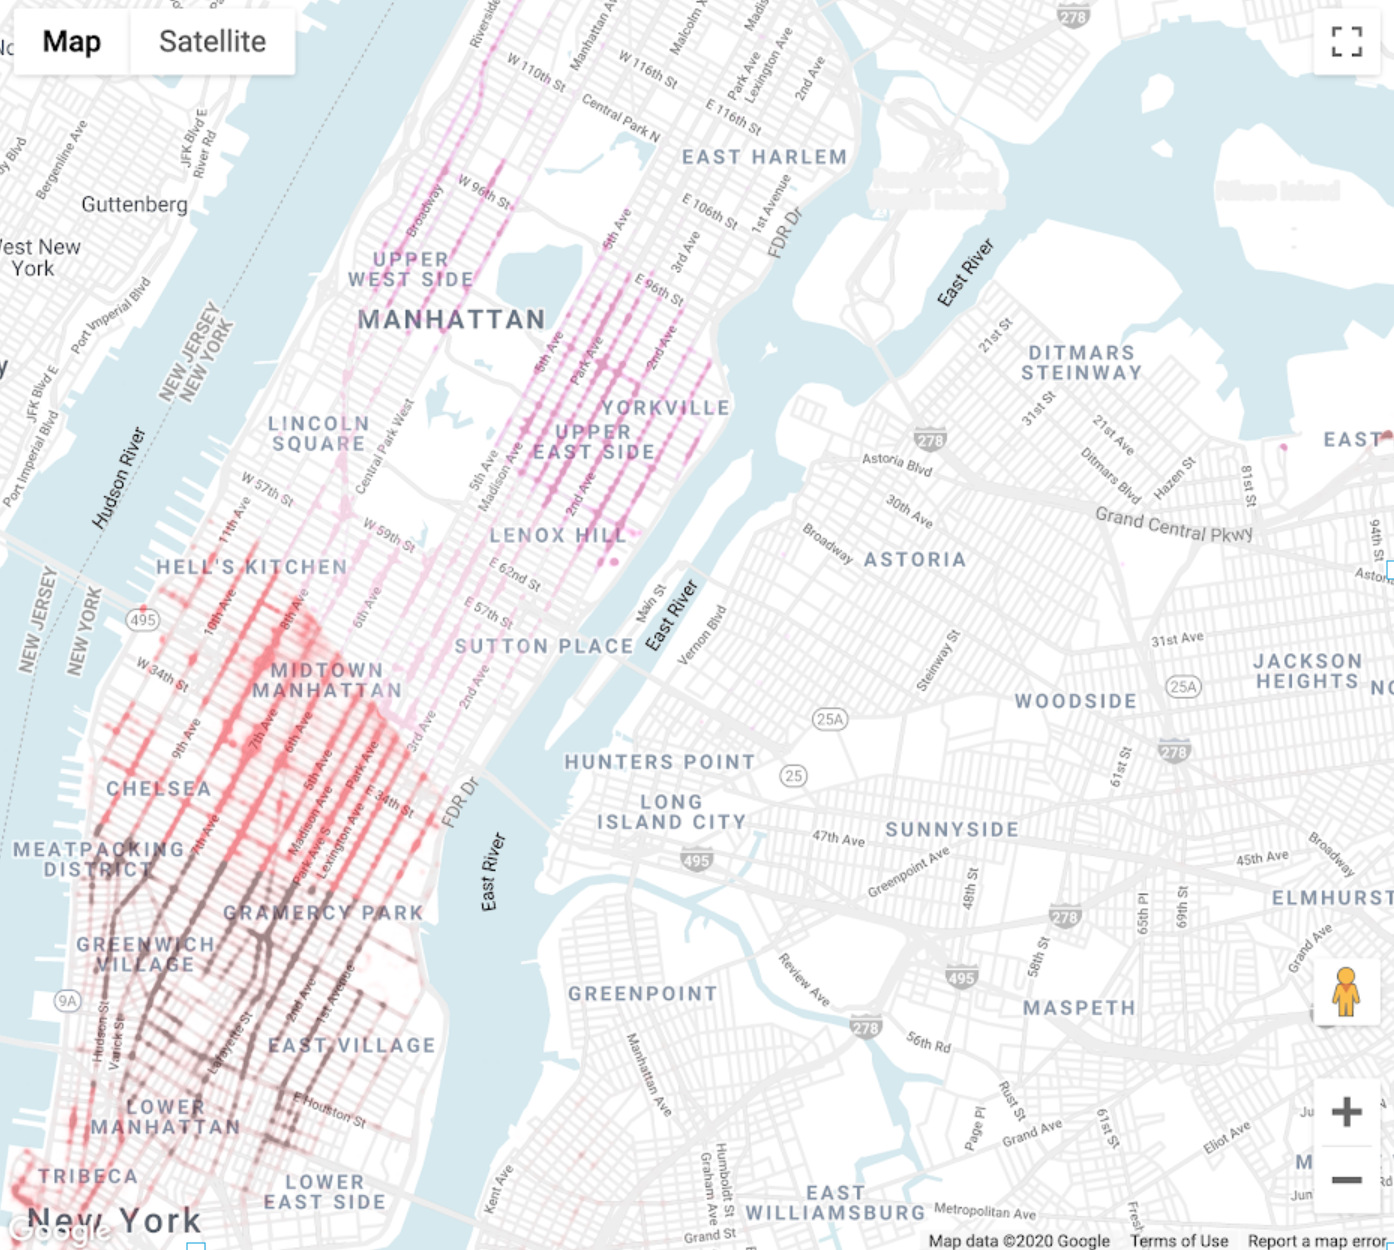 Map
Satellite
278
Riverside
Manhattan Av
Malcolm X
Madis
W 110th St
W 116th St
Park Ave
Lexington Ave
2nd Ave
Central Park N
E 116th St
JFK Blvd E
River Rd
Bergenline Ave
EAST HARLEM
Guttenberg
Broadway
W 96th St
E 106th St
1st Avenue
5th Ave
3rd Ave
FDR Dr
East River
West New
York
UPPER
WEST SIDE
E 96th St
MANHATTAN
Port Imperial Blvd
NEW JERSEY
NEW YORK
5th Ave
Park Ave
2nd Ave
21st St
DITMARS
STEINWAY
JFK Blvd E
31st St
21st Ave
YORKVILLE
LINCOLN
SQUARE
Central Park West
UPPER
EAST SIDE
278
EAST
Port Imperial Blvd
Hudson River
5th Ave
Madison Ave
Astoria Blvd
Ditmars Blvd
Hazen St
81st St
W 57th St
2nd Ave
30th Ave
Grand Central Pkwy
94th St
11th Ave
W 59th St
LENOX HILL
Broadway
ASTORIA
HELL'S KITCHEN
E 62nd St
Astoria
NEW JERSEY
NEW YORK
495
10th Ave
8th Ave
6th Ave
E 57th St
Main St
East River
Vernon Blvd
SUTTON PLACE
Steinway St
31st Ave
W 34th St
MIDTOWN
MANHATTAN
2nd Ave
JACKSON
HEIGHTS
25A
NO
WOODSIDE
9th Ave
7th Ave
6th Ave
3rd Ave
25A
5th Ave
Park Ave
278
HUNTERS POINT
25
61st St
CHELSEA
Madison Ave
E 34th St
FDR Dr
LONG
ISLAND CITY
7th Ave
Park Ave S
Lexington Ave
47th Ave
SUNNYSIDE
MEATPACKING
DISTRICT
East River
495
Greenpoint Ave
45th Ave
Broadway
48th St
65th Pl
69th St
ELMHURST
GRAMERCY PARK
278
GREENWICH
VILLAGE
58th St
Grand Ave
Review Ave
495
9A
2nd Ave
1st Avenue
GREENPOINT
MASPETH
Hudson St
Varick St
Lafayette St
EAST VILLAGE
278
56th Rd
Manhattan Ave
E Houston St
LOWER
MANHATTAN
Rust St
Page Pl
Grand Ave
61st St
Eliot Ave
TRIBECA
LOWER
EAST SIDE
Kent Ave
Humboldt St
Graham Ave
Grand St
EAST
WILLIAMSBURG
Metropolitan Ave
New York
Google
Map data ©2020 Google
Terms of Use
Report a map error